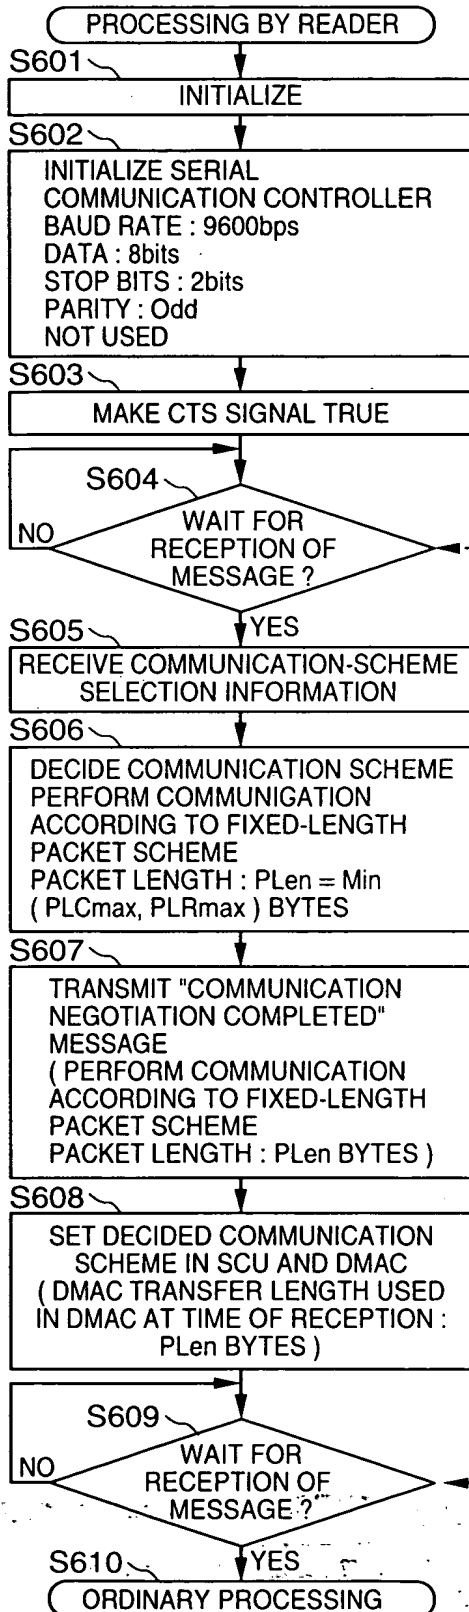 PROCESSING BY READER
S601
INITIALIZE
S602
INITIALIZE SERIAL
COMMUNICATION CONTROLLER
BAUD RATE : 9600bps
DATA : 8bits
STOP BITS : 2bits
PARITY : Odd
NOT USED
S603
MAKE CTS SIGNAL TRUE
S604
WAIT FOR
RECEPTION OF
MESSAGE ?
NO
YES
S605
RECEIVE COMMUNICATION-SCHEME
SELECTION INFORMATION
S606
DECIDE COMMUNICATION SCHEME
PERFORM COMMUNIGATION
ACCORDING TO FIXED-LENGTH
PACKET SCHEME
PACKET LENGTH : PLen = Min
( PLCmax, PLRmax ) BYTES
S607
TRANSMIT "COMMUNICATION
NEGOTIATION COMPLETED"
MESSAGE
( PERFORM COMMUNICATION
ACCORDING TO FIXED-LENGTH
PACKET SCHEME
PACKET LENGTH : PLen BYTES )
S608
SET DECIDED COMMUNICATION
SCHEME IN SCU AND DMAC
( DMAC TRANSFER LENGTH USED
IN DMAC AT TIME OF RECEPTION :
PLen BYTES )
S609
WAIT FOR
RECEPTION OF
MESSAGE ?
NO
YES
S610
ORDINARY PROCESSING